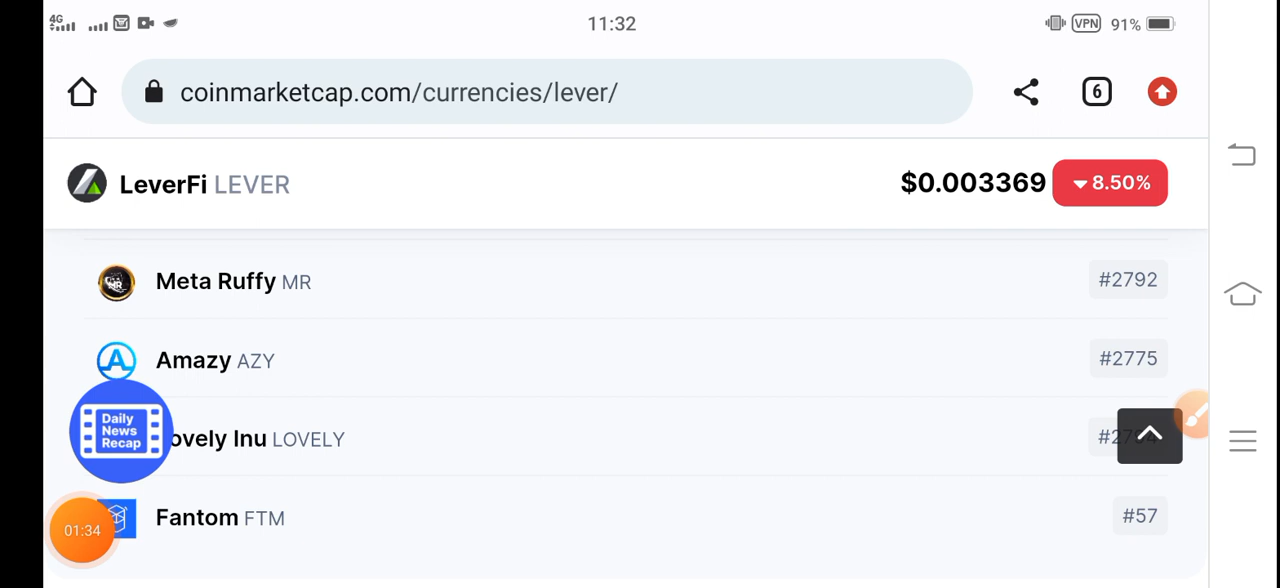 4G 11:32 VPN 91%
coinmarketcap.com/currencies/lever/ 6
LeverFi LEVER $0.003369 8.50%
Meta Ruffy MR #2792
Amazy AZY #2775
Daily
News
Recap
ovely Inu LOVELY
Fantom FTM #57
01:34